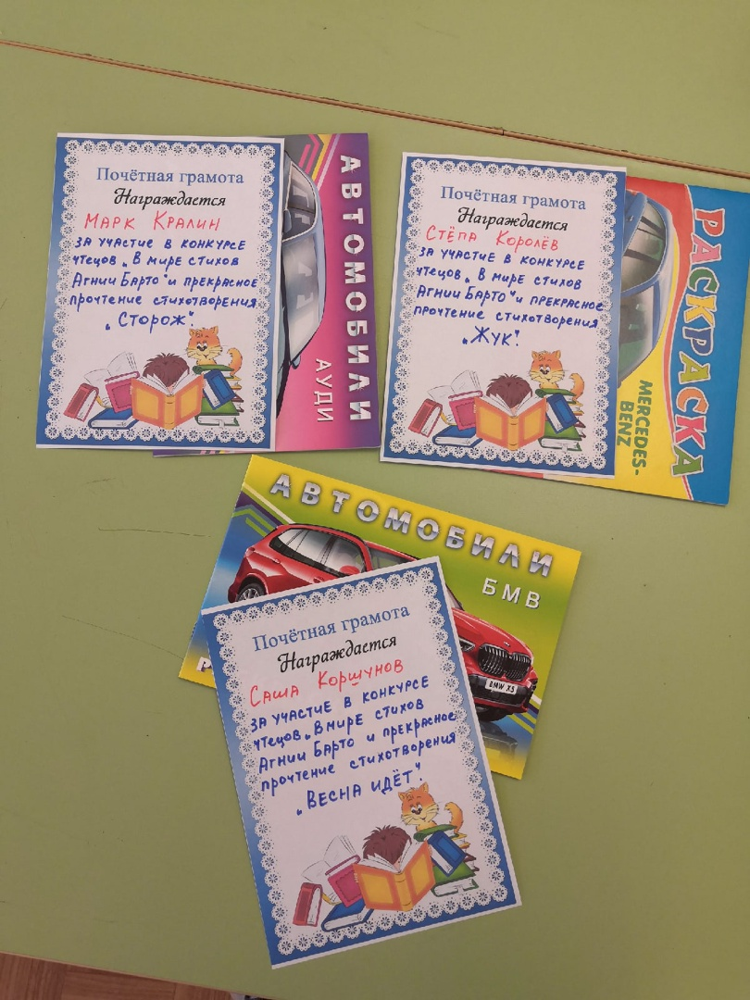 Почётная грамота
Награждается
Марк Кралин
за участие в конкурсе
чтецов „В мире стихов
Агнии Барто" и прекрасное
прочтение стихотворения
„Сторож".
АВТОМОБИЛИ
АУДИ
Почётная грамота
Награждается
Стёпа Королёв
за участие в конкурсе
чтецов „В мире стихов
Агнии Барто" и прекрасное
прочтение стихотворения
„Жук".
РАСКРАСКА
MERCEDES-
BENZ
АВТОМОБИЛИ
БМВ
BMW X5
Почётная грамота
Награждается
Саша Коршунов
за участие в конкурсе
чтецов „В мире стихов
Агнии Барто и прекрасное
прочтение стихотворения
„Весна идёт".